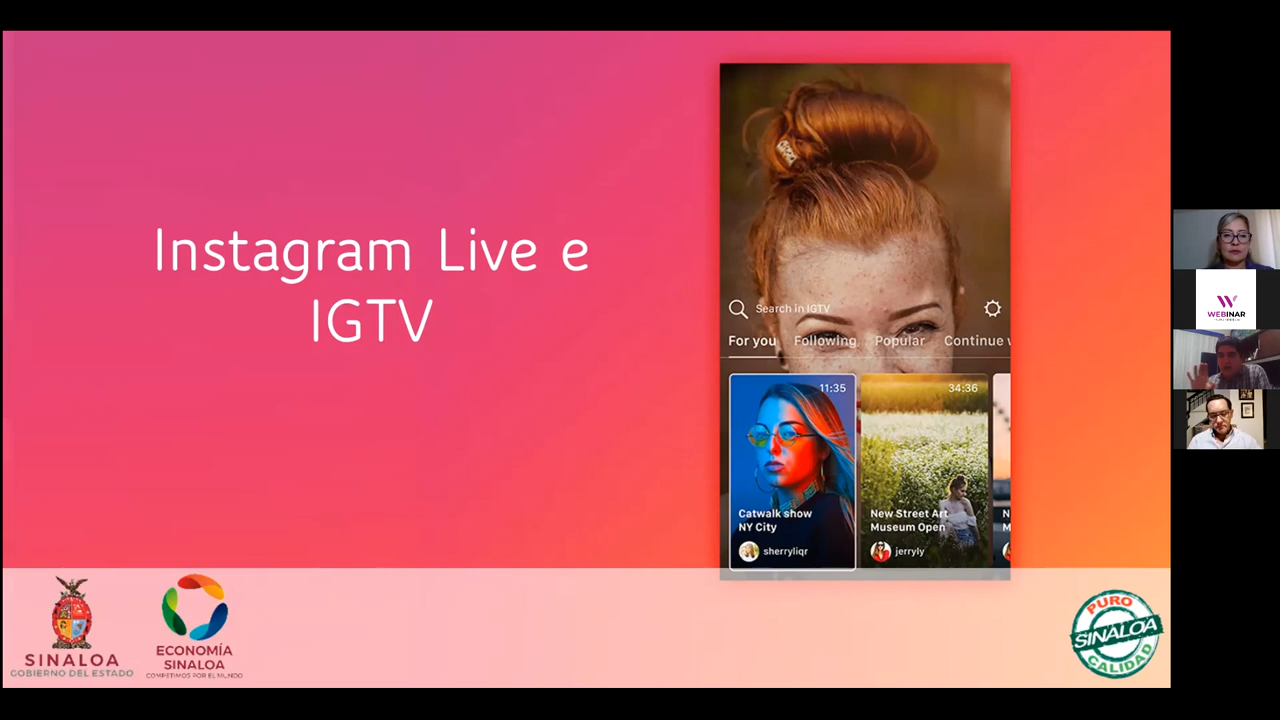 Instagram Live e
IGTV
Search in IGTV
For you Following Popular Continue w
11:35
Catwalk show
NY City
sherryliqr
34:36
New Street Art
Museum Open
jerryly
N
M
SINALOA
GOBIERNO DEL ESTADO
ECONOMÍA
SINALOA
COMPETIMOS POR EL MUNDO
PURO
SINALOA
CALIDAD
WEBINAR